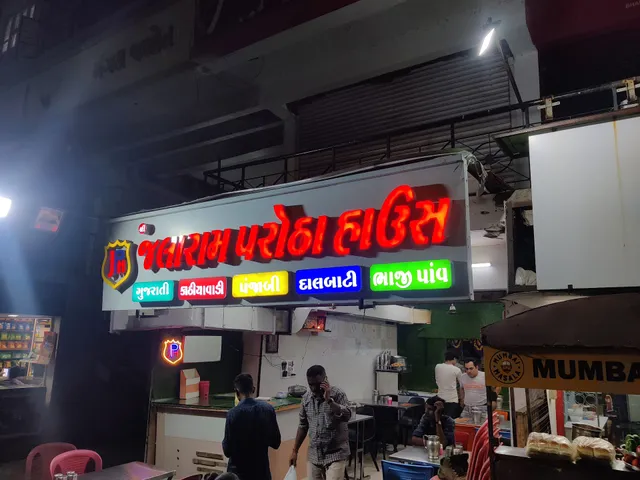 શ્રી
જલારામ પરોઠા હાઉસ
ગુજરાતી કાઠીયાવાડી પંજાબી દાલબાટી ભાજી પાંવ
P
MUMBA